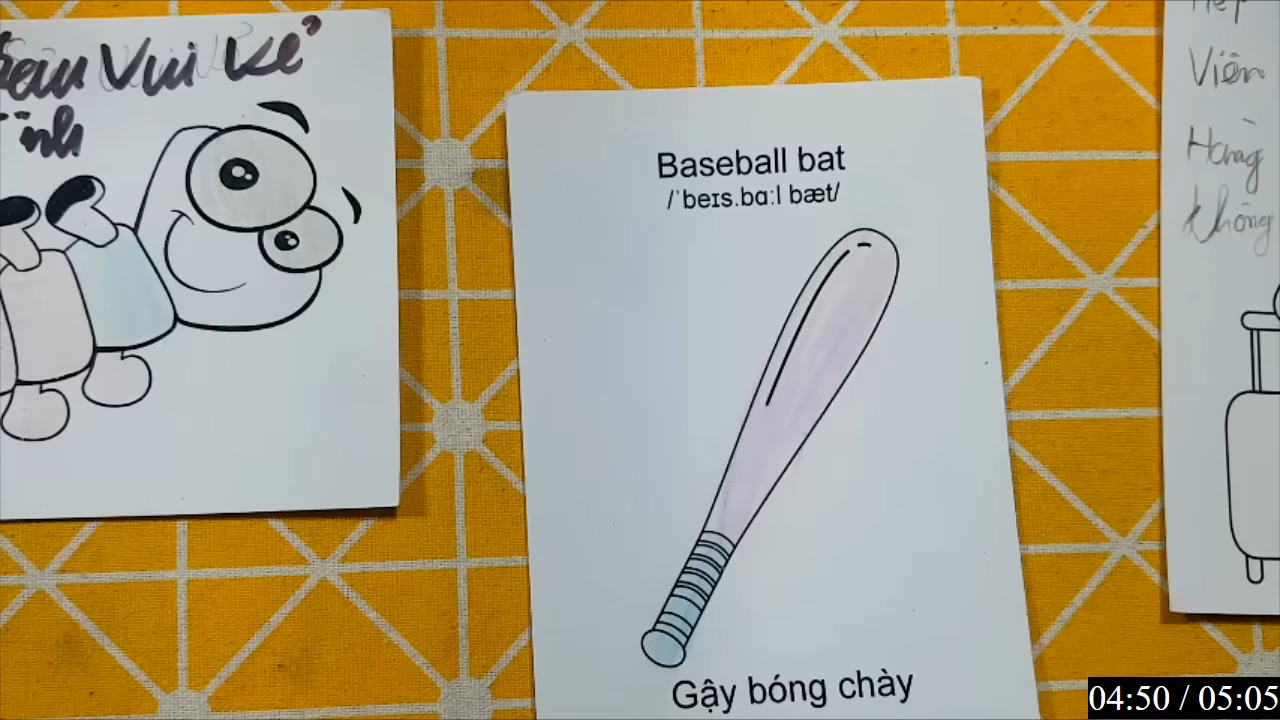 Vui Kể
Baseball bat
/ˈbeɪs.bɑːl bæt/
Gậy bóng chày
Viên
Hàng
không
04:50 / 05:05